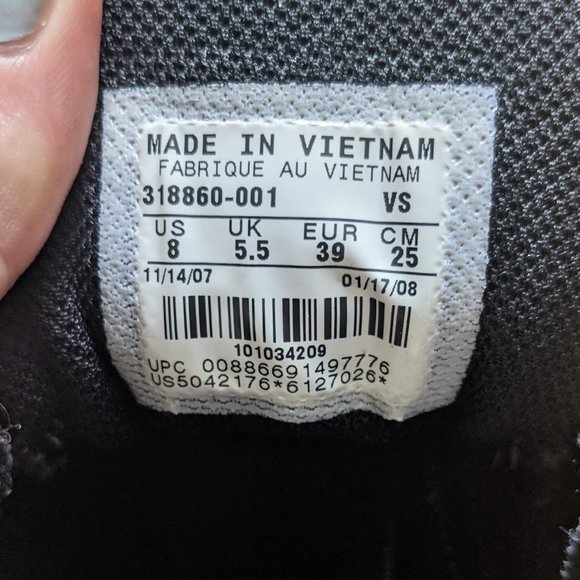 MADE IN VIETNAM
FABRIQUE AU VIETNAM
318860-001 VS
US UK EUR CM
8 5.5 39 25
11/14/07 01/17/08
101034209
UPC 00886691497776
US5042176*6127026*